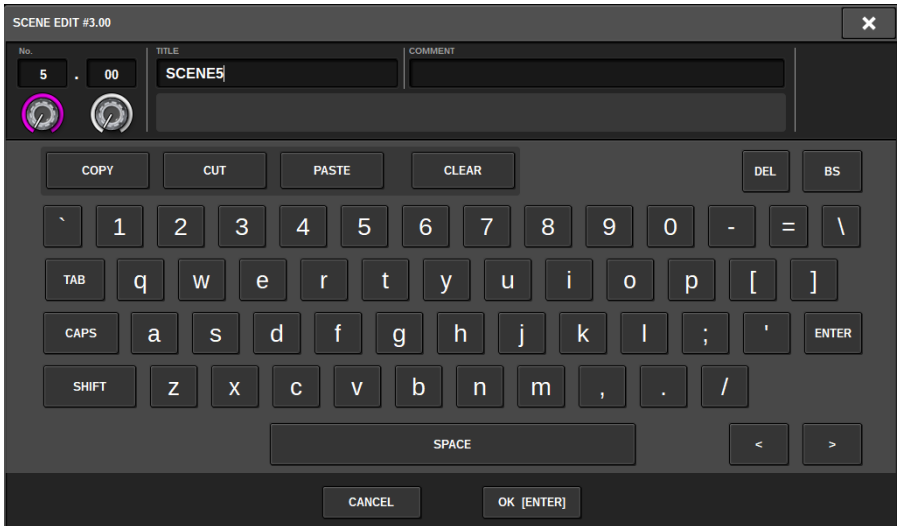 SCENE EDIT #3.00
No. TITLE COMMENT
5 . 00 SCENE5
COPY CUT PASTE CLEAR DEL BS
` 1 2 3 4 5 6 7 8 9 0 - = \
TAB q w e r t y u i o p [ ]
CAPS a s d f g h j k l ; ' ENTER
SHIFT z x c v b n m , . /
SPACE < >
CANCEL OK [ENTER]